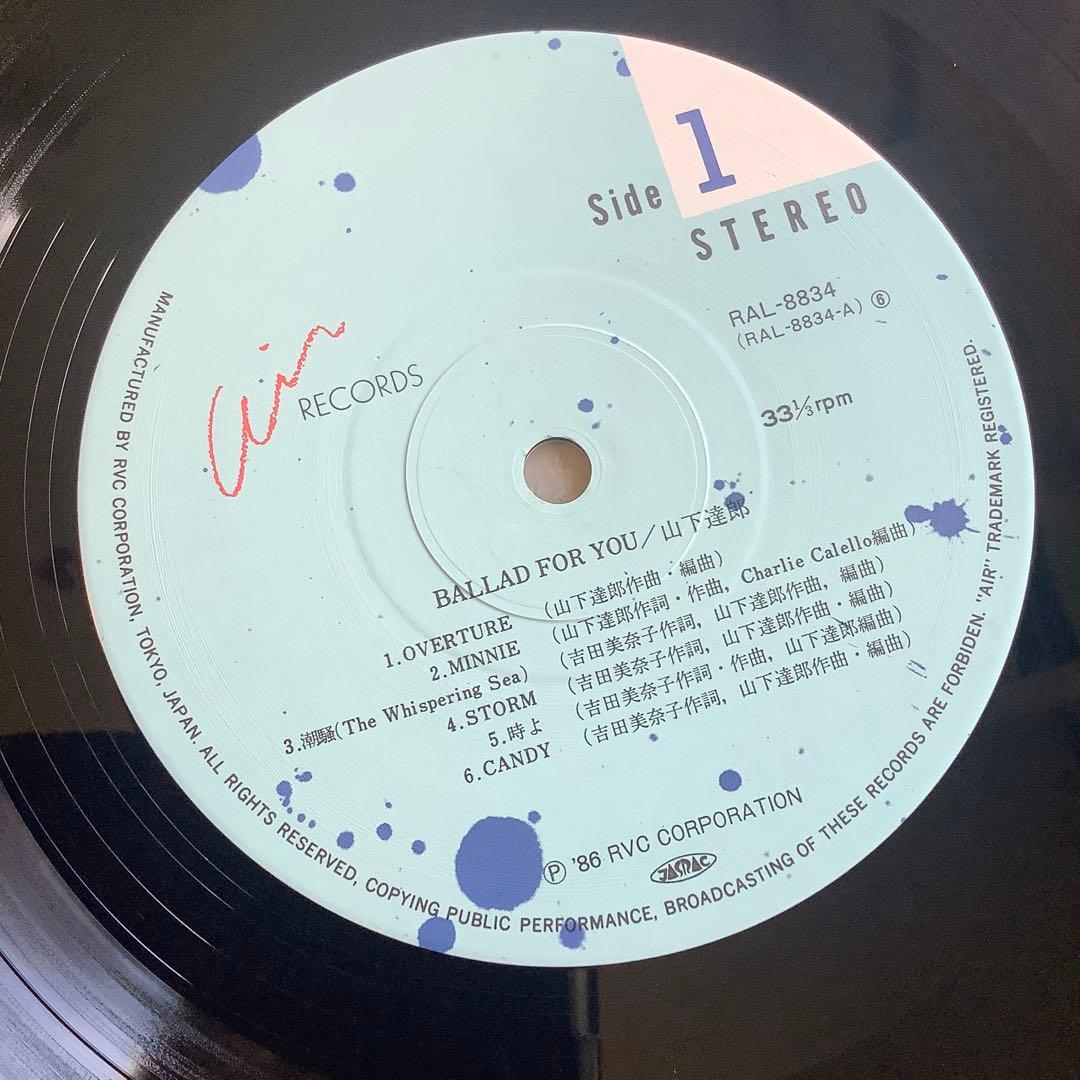 Side 1
STEREO
RAL-8834
(RAL-8834-A) ⑥
Air
RECORDS
33⅓rpm
BALLAD FOR YOU/山下達郎
1.OVERTURE (山下達郎作曲・編曲)
2.MINNIE (山下達郎作詞・作曲, Charlie Calello編曲)
3.潮騒(The Whispering Sea) (吉田美奈子作詞, 山下達郎作曲, 編曲)
4.STORM (吉田美奈子作詞, 山下達郎作曲・編曲)
5.時よ (吉田美奈子作詞・作曲, 山下達郎編曲)
6.CANDY (吉田美奈子作詞, 山下達郎作曲・編曲)
Ⓟ '86 RVC CORPORATION
JASRAC
MANUFACTURED BY RVC CORPORATION, TOKYO, JAPAN. ALL RIGHTS RESERVED, COPYING PUBLIC PERFORMANCE, BROADCASTING OF THESE RECORDS ARE FORBIDEN. "AIR" TRADEMARK REGISTERED.